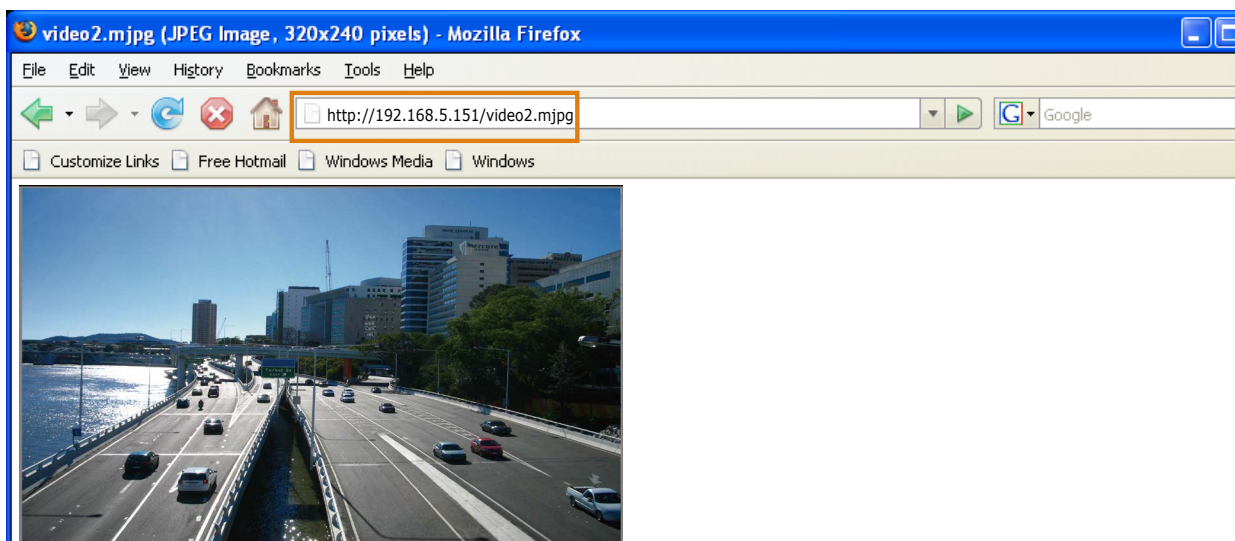 video2.mjpg (JPEG Image, 320x240 pixels) - Mozilla Firefox
File Edit View History Bookmarks Tools Help
http://192.168.5.151/video2.mjpg G Google
Customize Links Free Hotmail Windows Media Windows